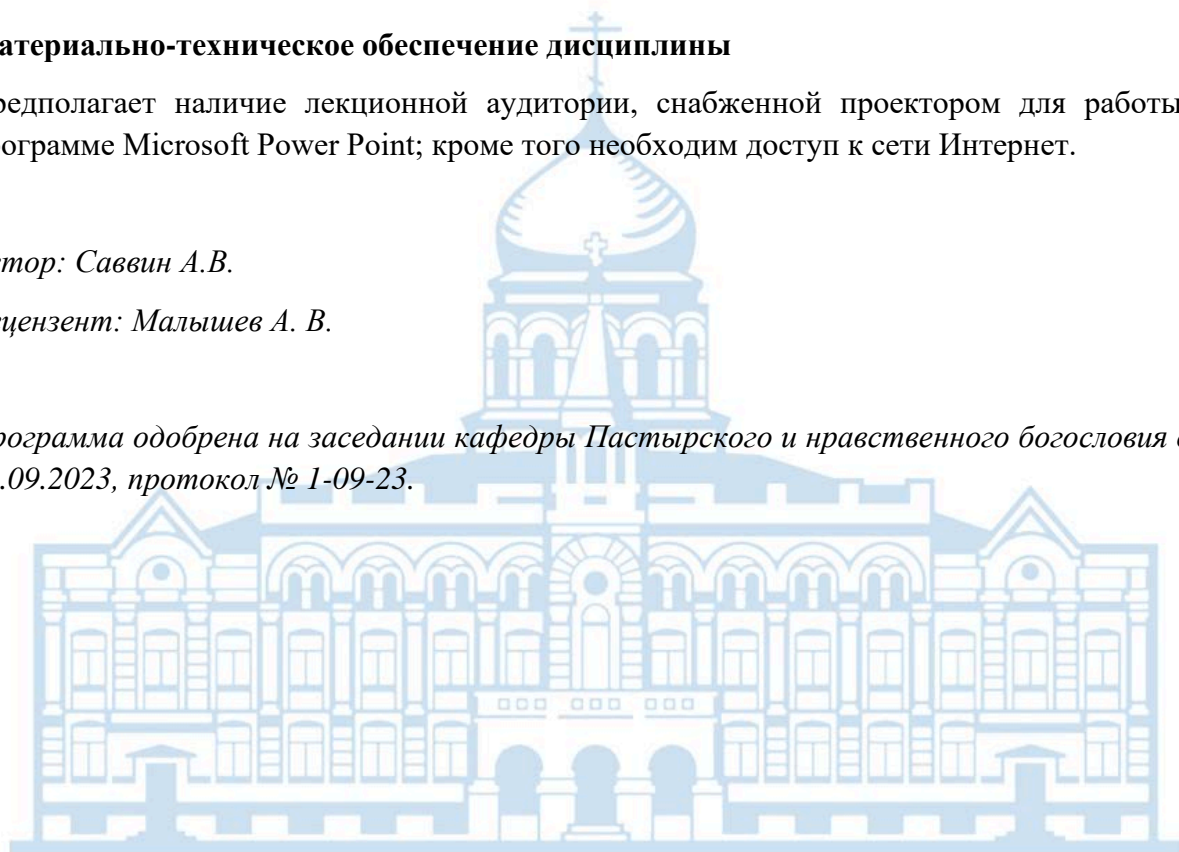 атериально-техническое обеспечение дисциплины
редполагает наличие лекционной аудитории, снабженной проектором для работы
рограмме Microsoft Power Point; кроме того необходим доступ к сети Интернет.
тор: Саввин А.В.
цензент: Малышев А. В.
рограмма одобрена на заседании кафедры Пастырского и нравственного богословия
.09.2023, протокол № 1-09-23.